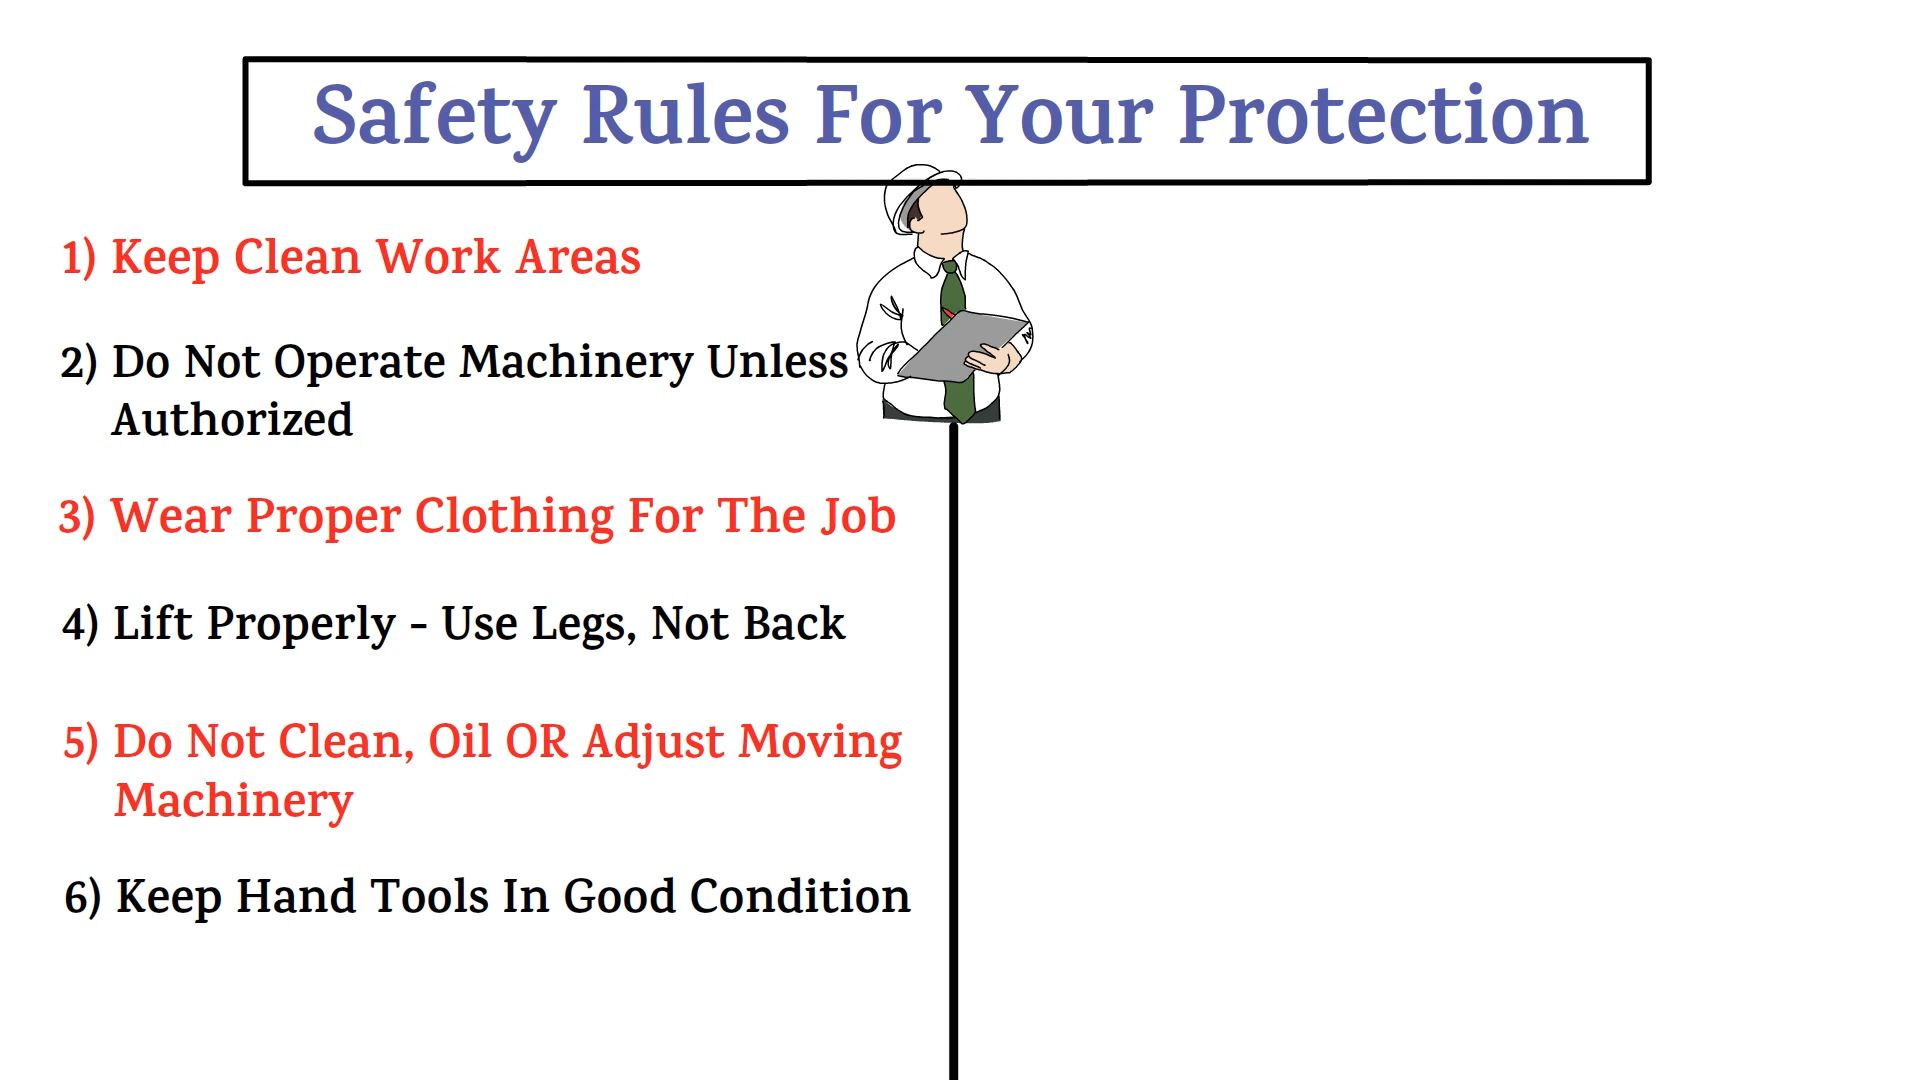 Safety Rules For Your Protection
1) Keep Clean Work Areas
2) Do Not Operate Machinery Unless
Authorized
3) Wear Proper Clothing For The Job
4) Lift Properly - Use Legs, Not Back
5) Do Not Clean, Oil OR Adjust Moving
Machinery
6) Keep Hand Tools In Good Condition